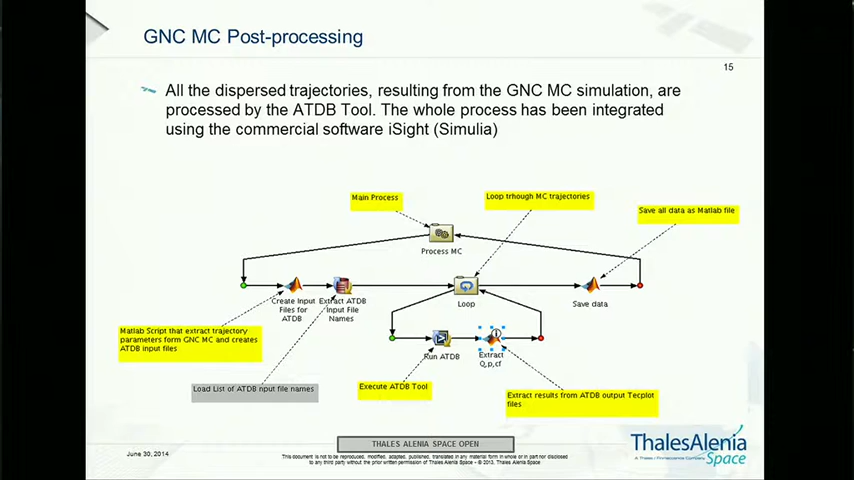 GNC MC Post-processing
15
All the dispersed trajectories, resulting from the GNC MC simulation, are
processed by the ATDB Tool. The whole process has been integrated
using the commercial software iSight (Simulia)
Main Process
Loop trhough MC trajectories
Save all data as Matlab file
Process MC
Create Input
Files for
ATDB
Extract ATDB
Input File
Names
Loop
Save data
Matlab Script that extract trajectory
parameters form GNC MC and creates
ATDB input files
Run ATDB
Extract
Q,p,cf
Load List of ATDB nput file names
Execute ATDB Tool
Extract results from ATDB output Tecplot
files
THALES ALENIA SPACE OPEN
June 30, 2014
This document is not to be reproduced, modified, adapted, published, translated in any material form in whole or in part nor disclosed
to any third party without the prior written permission of Thales Alenia Space - © 2013, Thales Alenia Space
ThalesAlenia
A Thales / Finmeccanica Company
Space